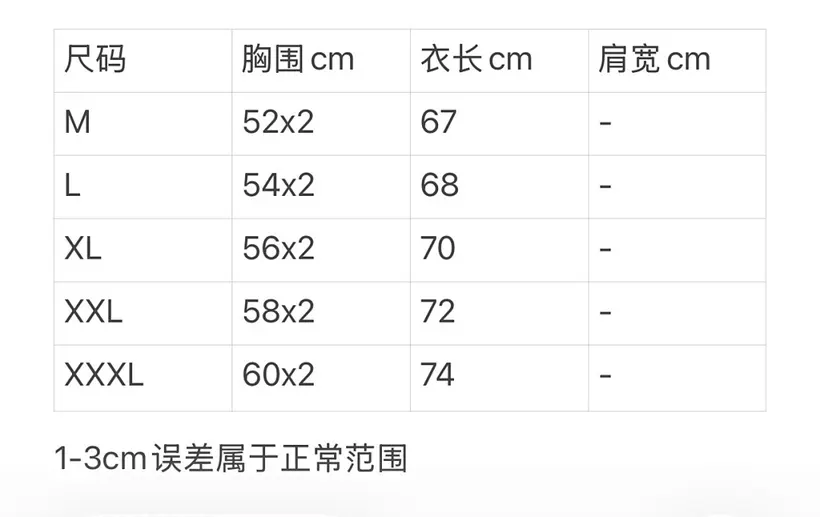 尺码 胸围cm 衣长cm 肩宽cm
M 52x2 67 -
L 54x2 68 -
XL 56x2 70 -
XXL 58x2 72 -
XXXL 60x2 74 -
1-3cm误差属于正常范围